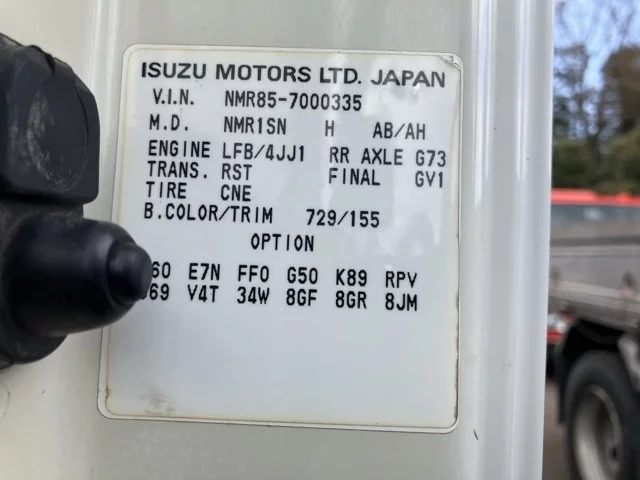 ISUZU MOTORS LTD. JAPAN
V.I.N. NMR85-7000335
M.D. NMR1SN H AB/AH
ENGINE LFB/4JJ1 RR AXLE G73
TRANS. RST FINAL GV1
TIRE CNE
B.COLOR/TRIM 729/155
OPTION
E7N FF0 G50 K89 RPV
V4T 34W 8GF 8GR 8JM